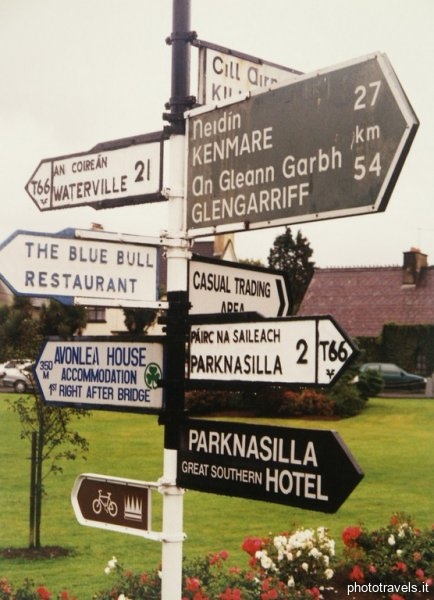 Cill Airne
Neidín
KENMARE
27
km
An Gleann Garbh
GLENGARRIFF
54
T66
AN COIREÁN
WATERVILLE
21
THE BLUE BULL
RESTAURANT
CASUAL TRADING
AREA
PÁIRC NA SAILEACH
PARKNASILLA
2
T66
350
M
AVONLEA HOUSE
ACCOMMODATION
1ST RIGHT AFTER BRIDGE
PARKNASILLA
GREAT SOUTHERN HOTEL
phototravels.it